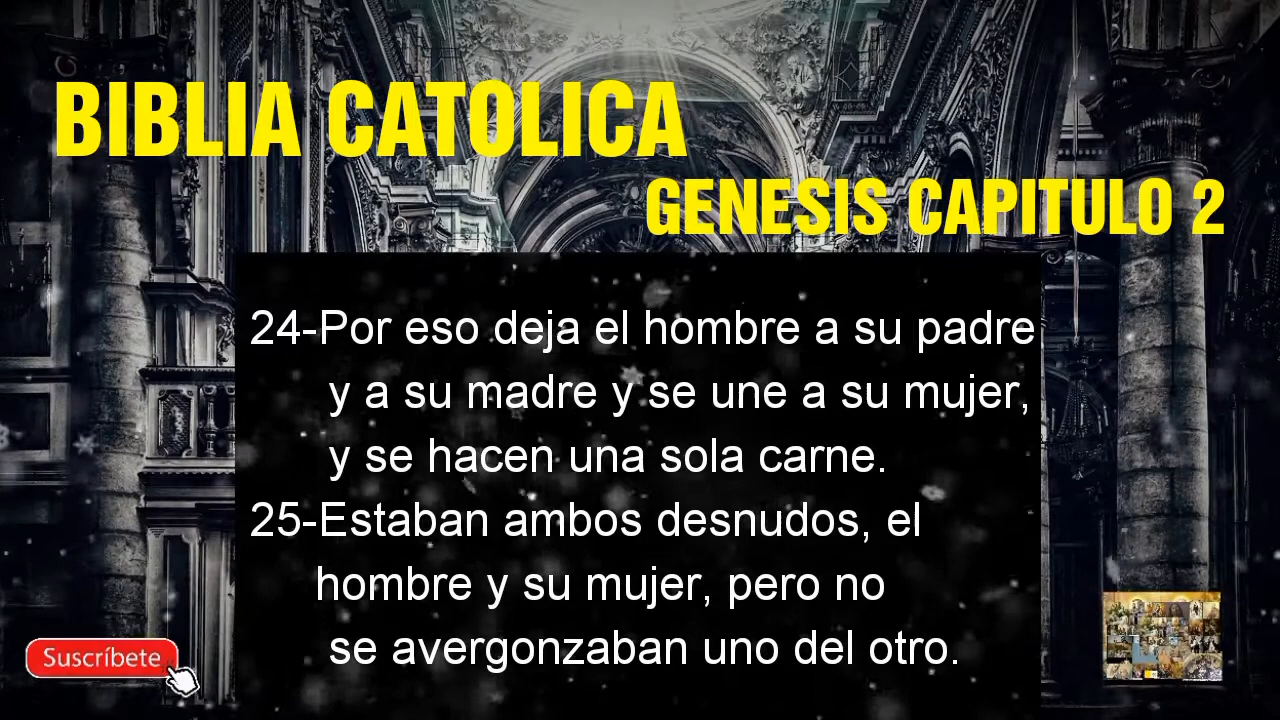 BIBLIA CATOLICA
GENESIS CAPITULO 2
24-Por eso deja el hombre a su padre
y a su madre y se une a su mujer,
y se hacen una sola carne.
25-Estaban ambos desnudos, el
hombre y su mujer, pero no
se avergonzaban uno del otro.
Suscríbete